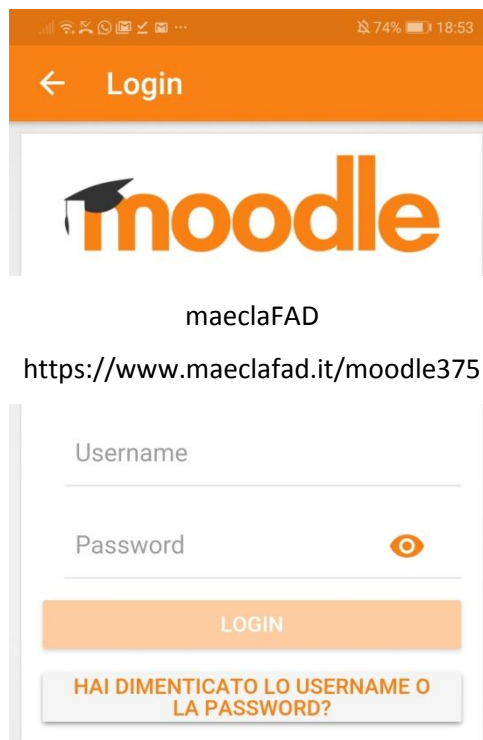 74% 18:53
Login
moodle
maeclaFAD
https://www.maeclafad.it/moodle375
Username
Password
LOGIN
HAI DIMENTICATO LO USERNAME O
LA PASSWORD?